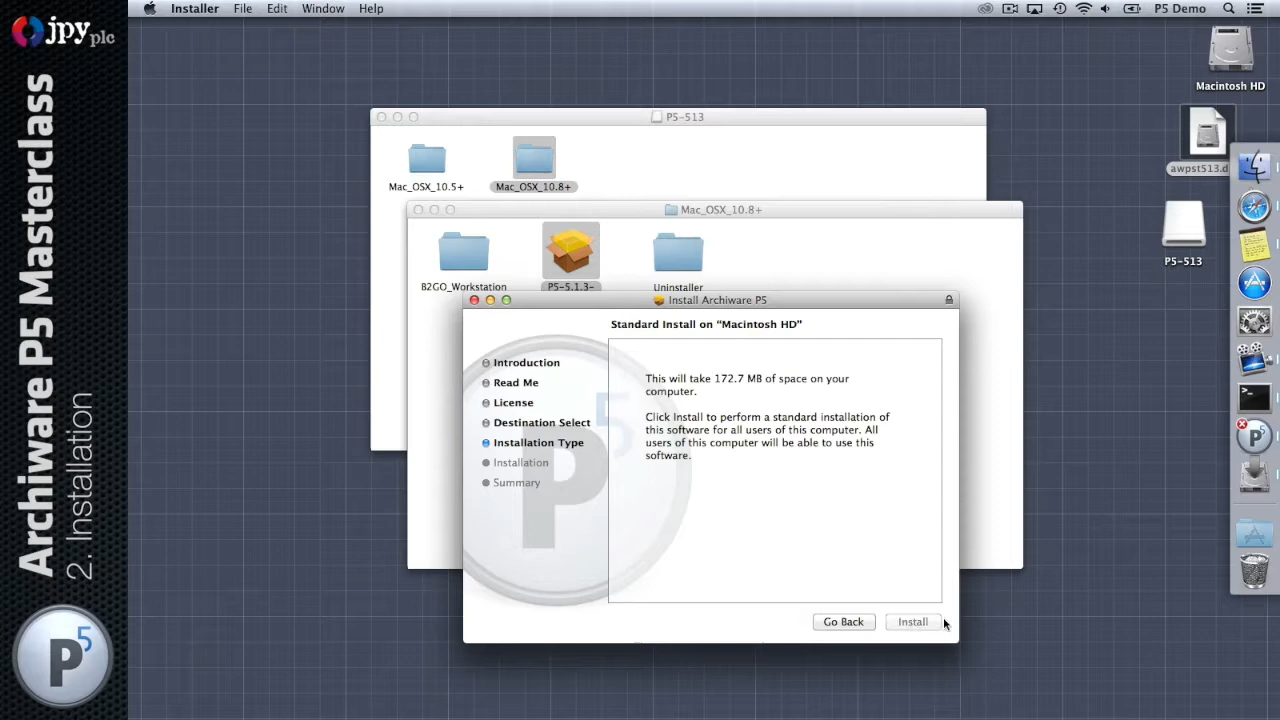 jpy plc
Archiware P5 Masterclass
2. Installation
P5
Installer File Edit Window Help
P5 Demo
Macintosh HD
awpst513.d
P5-513
P5-513
Mac_OSX_10.5+
Mac_OSX_10.8+
Mac_OSX_10.8+
B2GO_Workstation
P5-5.1.3-
Uninstaller
Install Archiware P5
Standard Install on “Macintosh HD”
Introduction
Read Me
License
Destination Select
Installation Type
Installation
Summary
P5
This will take 172.7 MB of space on your
computer.
Click Install to perform a standard installation of
this software for all users of this computer. All
users of this computer will be able to use this
software.
Go Back
Install
P5